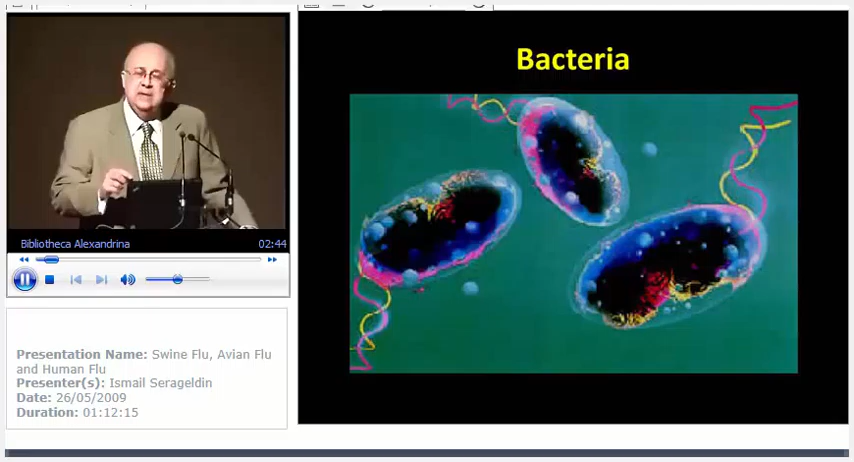 Bacteria
Bibliotheca Alexandrina
02:44
Presentation Name: Swine Flu, Avian Flu
and Human Flu
Presenter(s): Ismail Serageldin
Date: 26/05/2009
Duration: 01:12:15